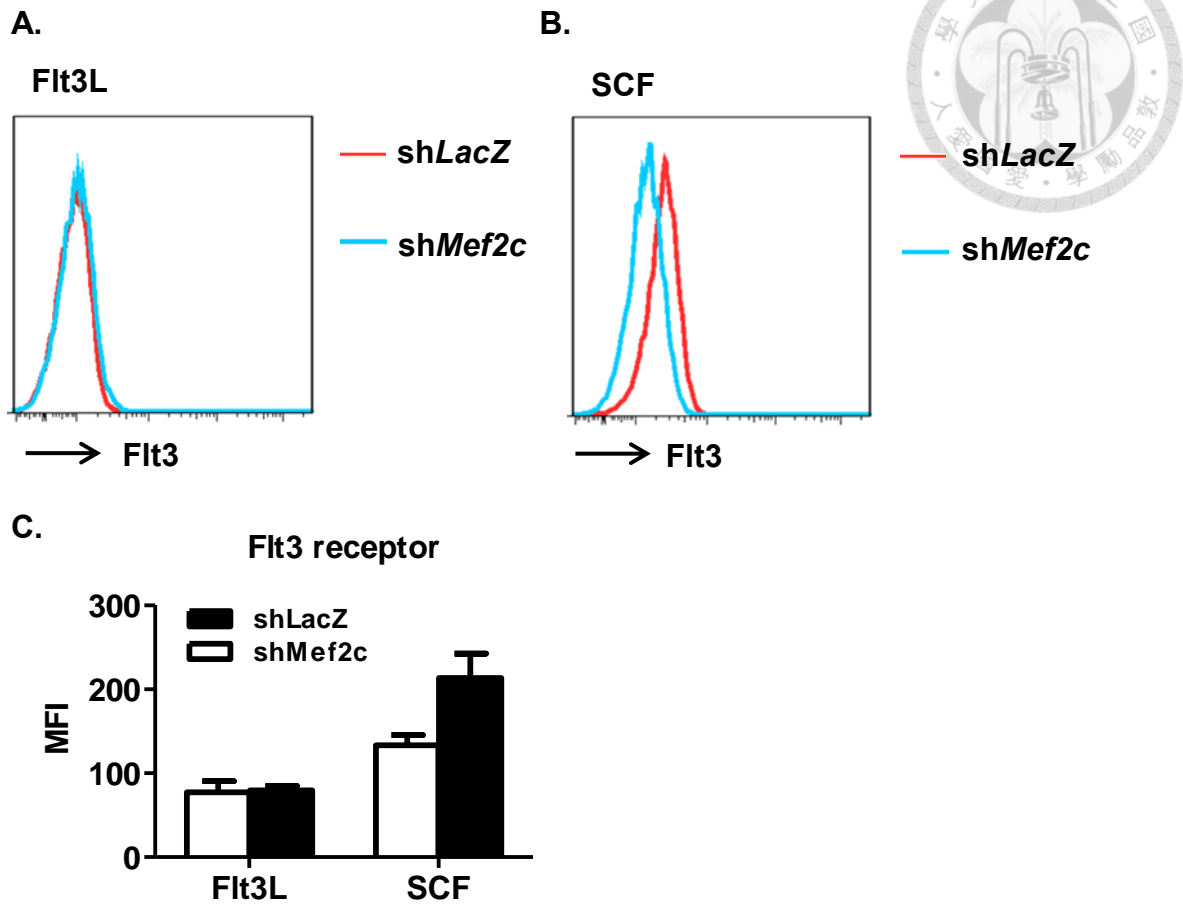 A.
Flt3L
shLacZ
shMef2c
Flt3
B.
SCF
shLacZ
shMef2c
Flt3
C.
Flt3 receptor
shLacZ
shMef2c
MFI
300
200
100
0
Flt3L
SCF